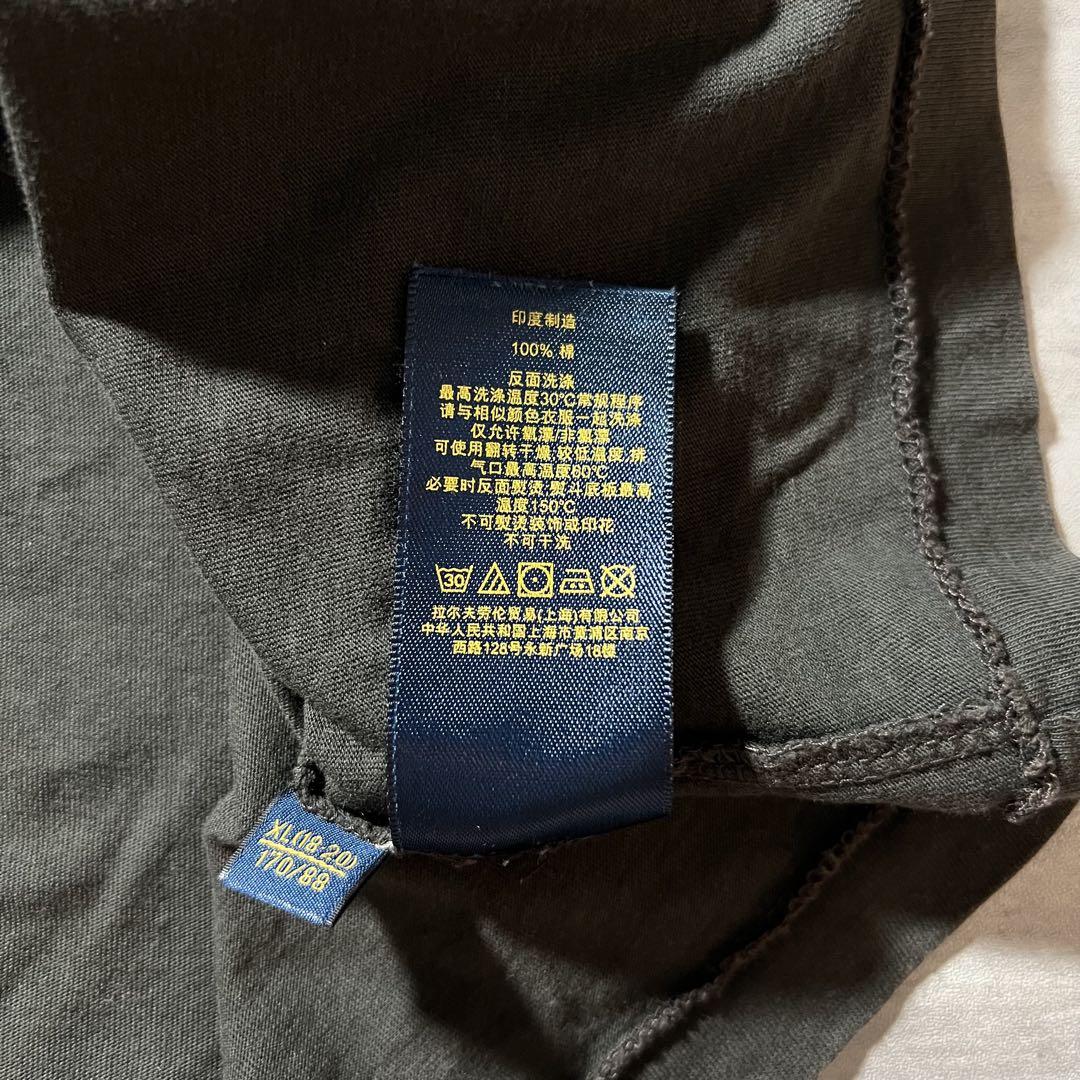 印度制造
100% 棉
反面洗涤
最高洗涤温度30℃常规程序
请与相似颜色衣服一起洗涤
仅允许氧漂/非氯漂
可使用翻转干燥,较低温度,排
气口最高温度60℃
必要时反面熨烫,熨斗底板最高
温度150℃
不可熨烫装饰或印花
不可干洗
30
拉尔夫劳伦贸易(上海)有限公司
中华人民共和国上海市黄浦区南京
西路128号永新广场18楼
XL(18-20)
170/88